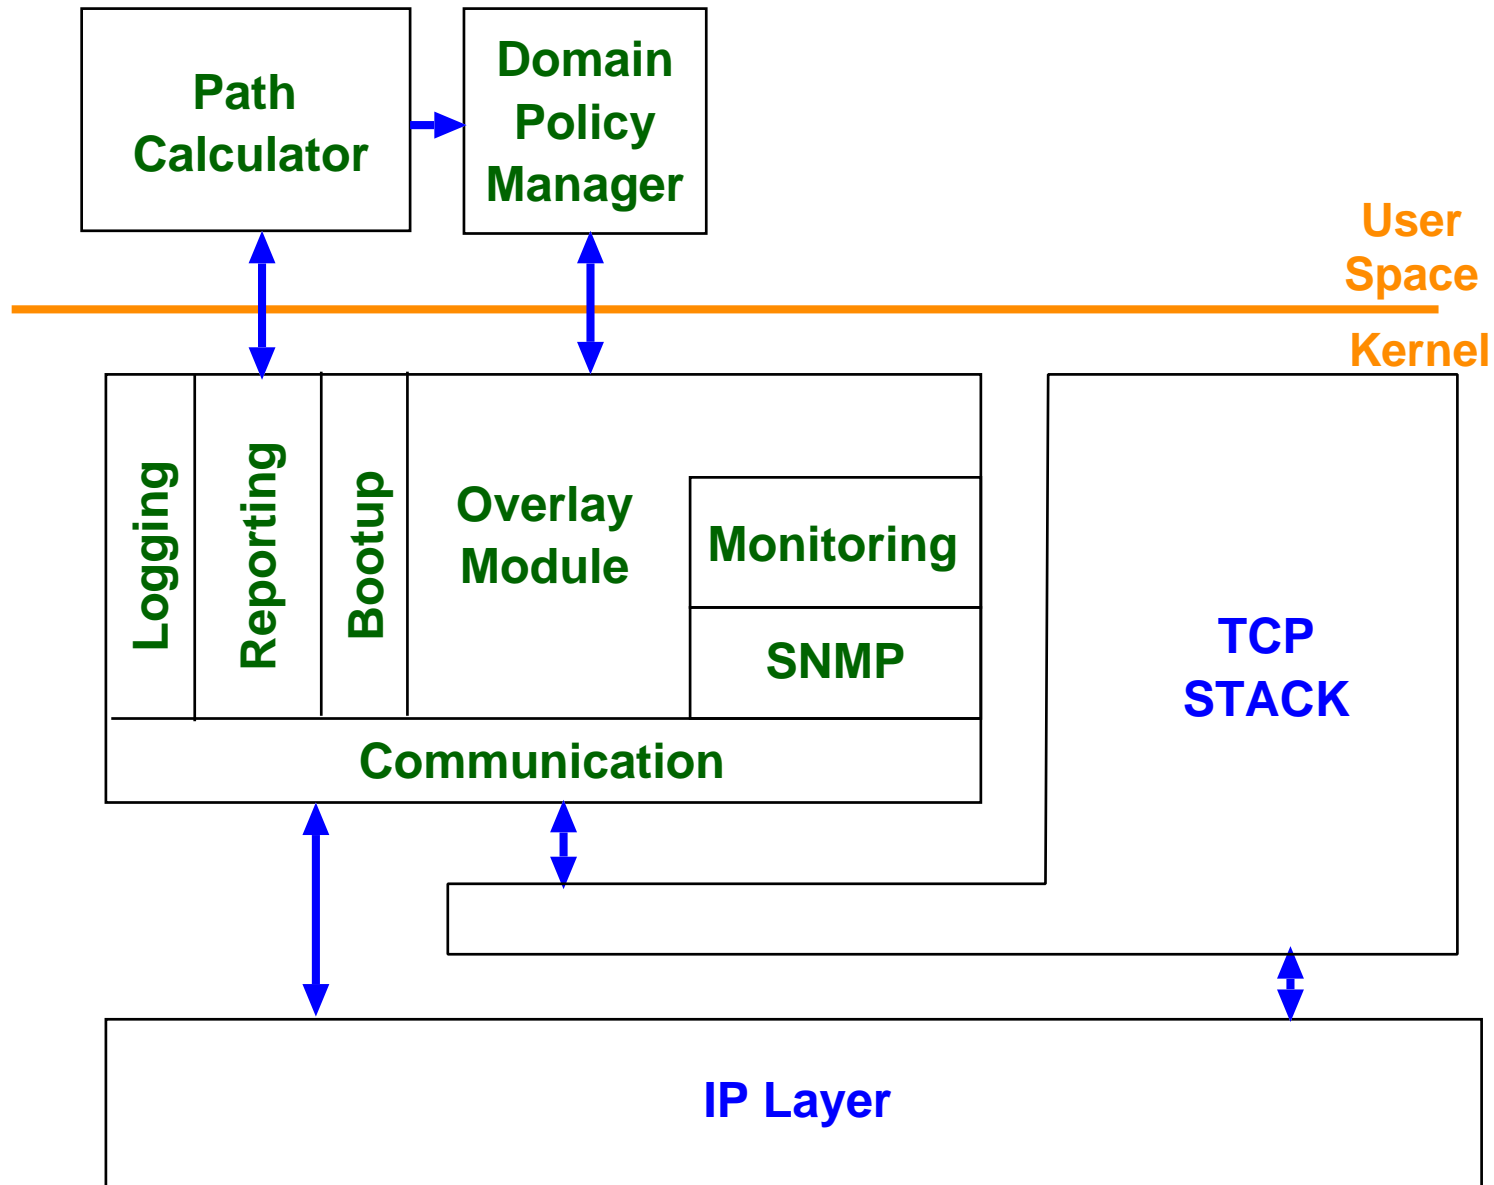 Path
Calculator
Domain
Policy
Manager
User
Space
Kernel
Logging
Reporting
Bootup
Overlay
Module
Monitoring
SNMP
Communication
TCP
STACK
IP Layer